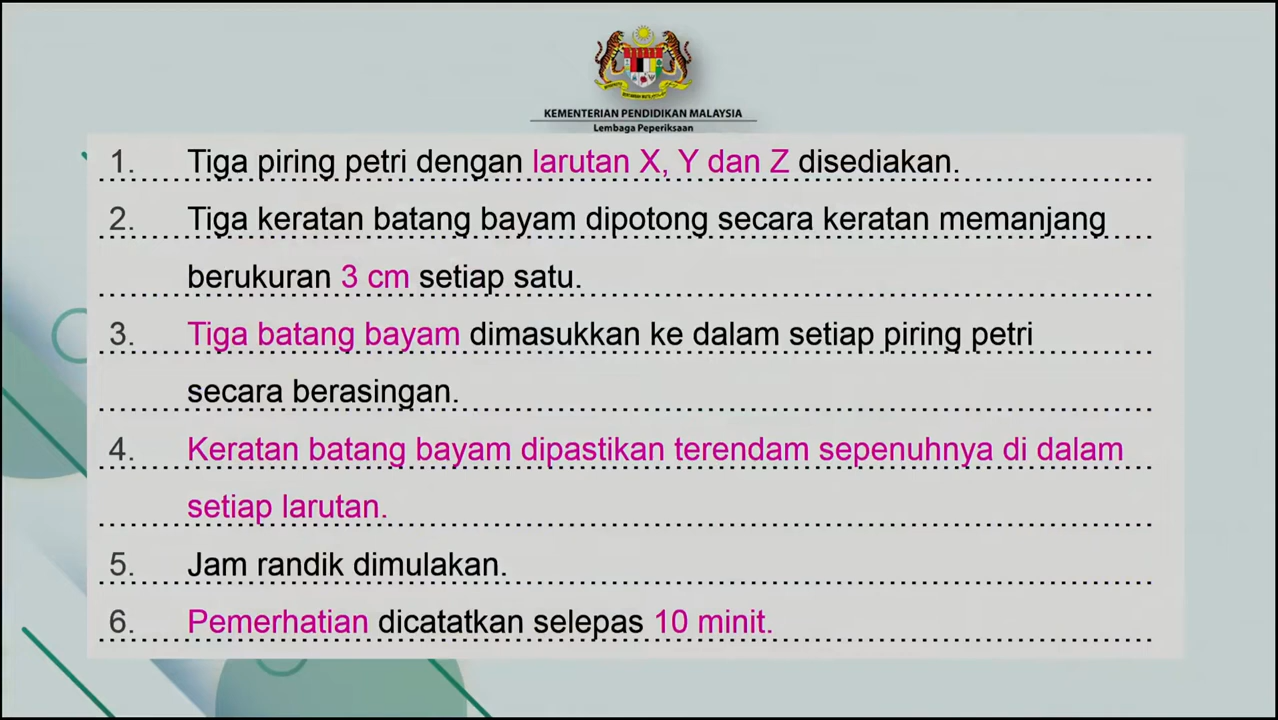 KEMENTERIAN PENDIDIKAN MALAYSIA
Lembaga Peperiksaan
1. Tiga piring petri dengan larutan X, Y dan Z disediakan.
2. Tiga keratan batang bayam dipotong secara keratan memanjang
berukuran 3 cm setiap satu.
3. Tiga batang bayam dimasukkan ke dalam setiap piring petri
secara berasingan.
4. Keratan batang bayam dipastikan terendam sepenuhnya di dalam
setiap larutan.
5. Jam randik dimulakan.
6. Pemerhatian dicatatkan selepas 10 minit.